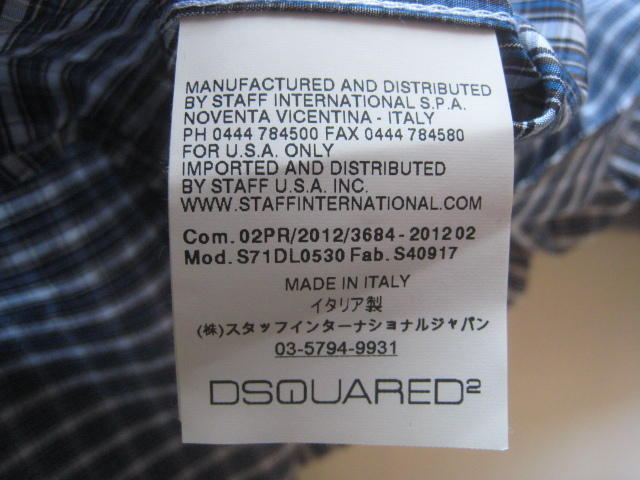 MANUFACTURED AND DISTRIBUTED
BY STAFF INTERNATIONAL S.P.A.
NOVENTA VICENTINA - ITALY
PH 0444 784500 FAX 0444 784580
FOR U.S.A. ONLY
IMPORTED AND DISTRIBUTED
BY STAFF U.S.A. INC.
WWW.STAFFINTERNATIONAL.COM
Com. 02PR/2012/3684 - 201202
Mod. S71DL0530 Fab. S40917
MADE IN ITALY
イタリア製
(株)スタッフインターナショナルジャパン
03-5794-9931
DSQUARED²